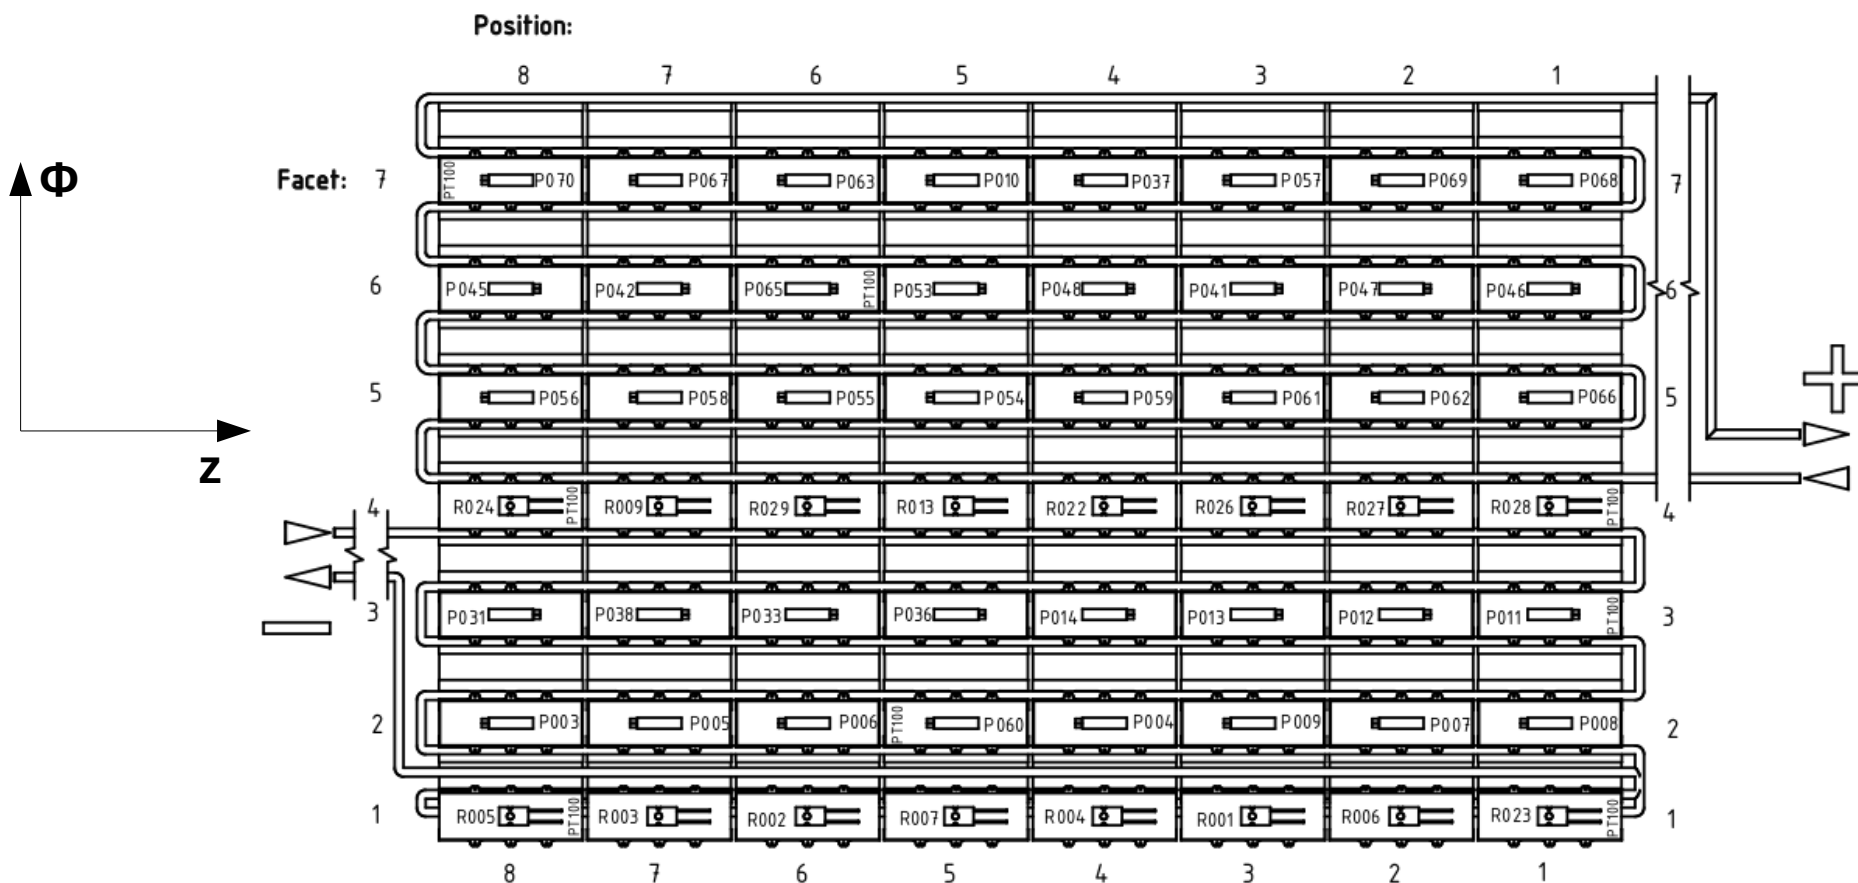 Position:
8 7 6 5 4 3 2 1
Φ
Facet: 7 PT100 P070 P067 P063 P010 P037 P057 P069 P068 7
6 P045 P042 P065 PT100 P053 P048 P041 P047 P046 6
5 P056 P058 P055 P054 P059 P061 P062 P066 5
Z
4 R024 PT100 R009 R029 R013 R022 R026 R027 R028 PT100 4
3 P031 P038 P033 P036 P014 P013 P012 P011 PT100 3
2 P003 P005 P006 PT100 P060 P004 P009 P007 P008 2
1 R005 PT100 R003 R002 R007 R004 R001 R006 R023 PT100 1
8 7 6 5 4 3 2 1